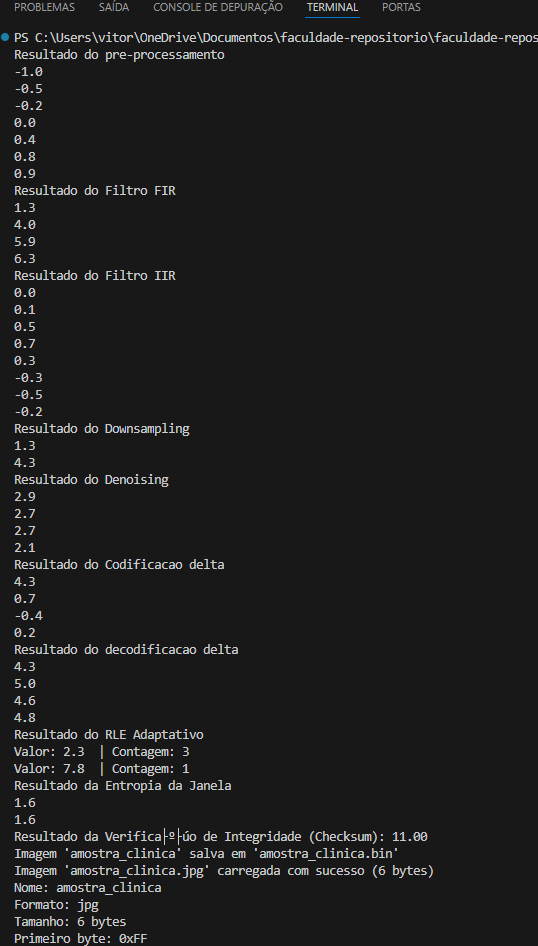 PROBLEMAS SAÍDA CONSOLE DE DEPURAÇÃO TERMINAL PORTAS
PS C:\Users\vitor\OneDrive\Documentos\faculdade-repositorio\faculdade-repos
Resultado do pre-processamento
-1.0
-0.5
-0.2
0.0
0.4
0.8
0.9
Resultado do Filtro FIR
1.3
4.0
5.9
6.3
Resultado do Filtro IIR
0.0
0.1
0.5
0.7
0.3
-0.3
-0.5
-0.2
Resultado do Downsampling
1.3
4.3
Resultado do Denoising
2.9
2.7
2.7
2.1
Resultado do Codificacao delta
4.3
0.7
-0.4
0.2
Resultado do decodificacao delta
4.3
5.0
4.6
4.8
Resultado do RLE Adaptativo
Valor: 2.3 | Contagem: 3
Valor: 7.8 | Contagem: 1
Resultado da Entropia da Janela
1.6
1.6
Resultado da Verifica├º├úo de Integridade (Checksum): 11.00
Imagem 'amostra_clinica' salva em 'amostra_clinica.bin'
Imagem 'amostra_clinica.jpg' carregada com sucesso (6 bytes)
Nome: amostra_clinica
Formato: jpg
Tamanho: 6 bytes
Primeiro byte: 0xFF